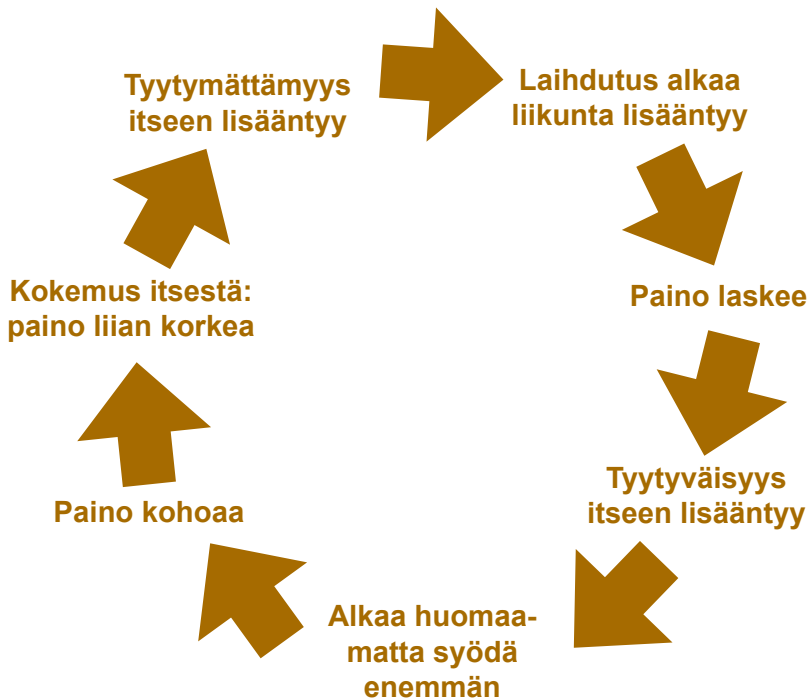 Tyytymättämyys
itseen lisääntyy
Laihdutus alkaa
liikunta lisääntyy
Paino laskee
Tyytyväisyys
itseen lisääntyy
Alkaa huomaa-
matta syödä
enemmän
Paino kohoaa
Kokemus itsestä:
paino liian korkea